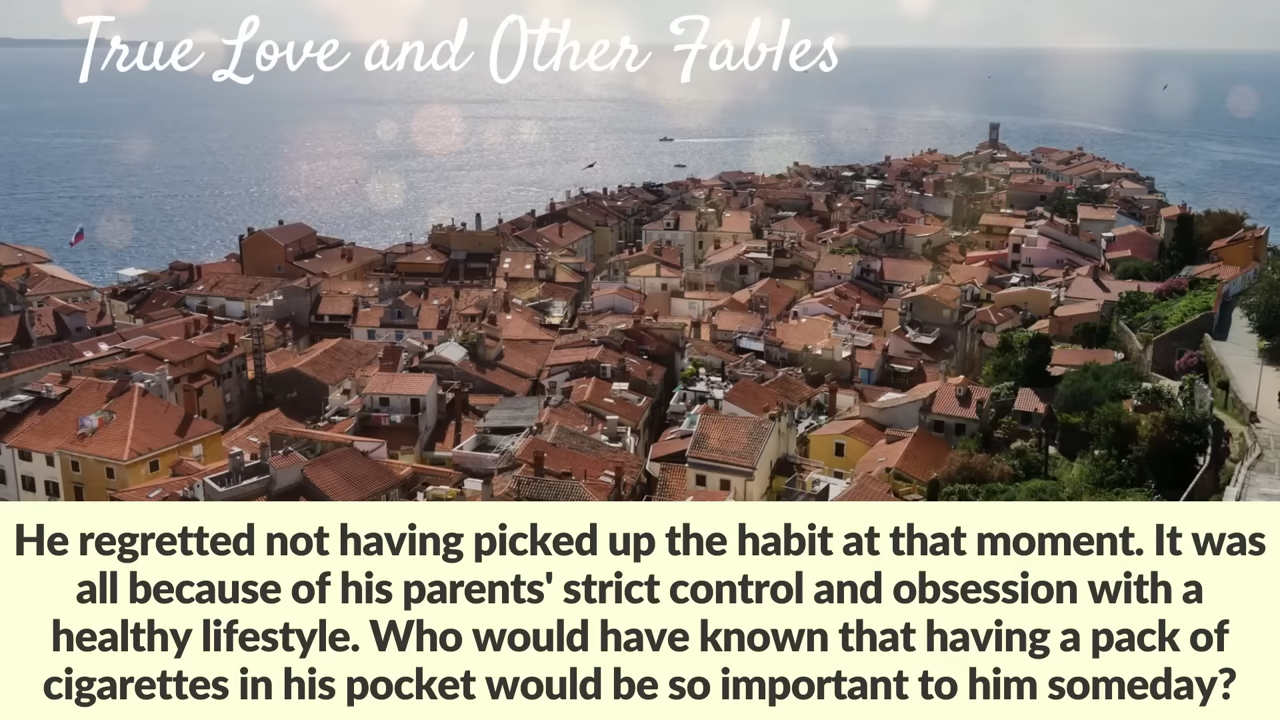 True Love and Other Fables
He regretted not having picked up the habit at that moment. It was
all because of his parents' strict control and obsession with a
healthy lifestyle. Who would have known that having a pack of
cigarettes in his pocket would be so important to him someday?